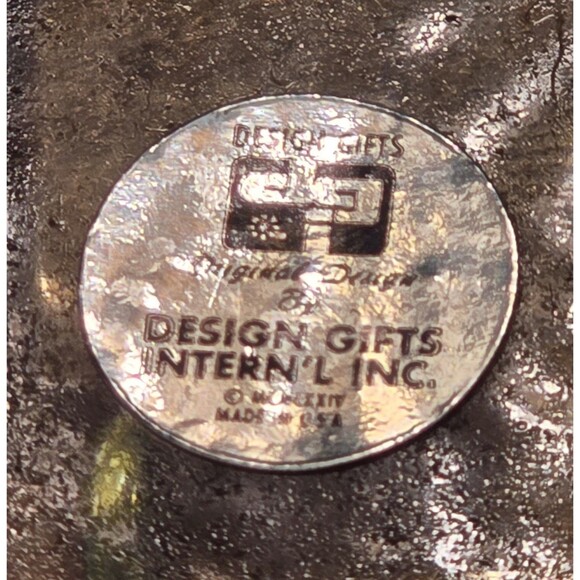 DESIGN GIFTS
Original Design
By
DESIGN GIFTS
INTERN'L INC.
©
MADE IN U.S.A